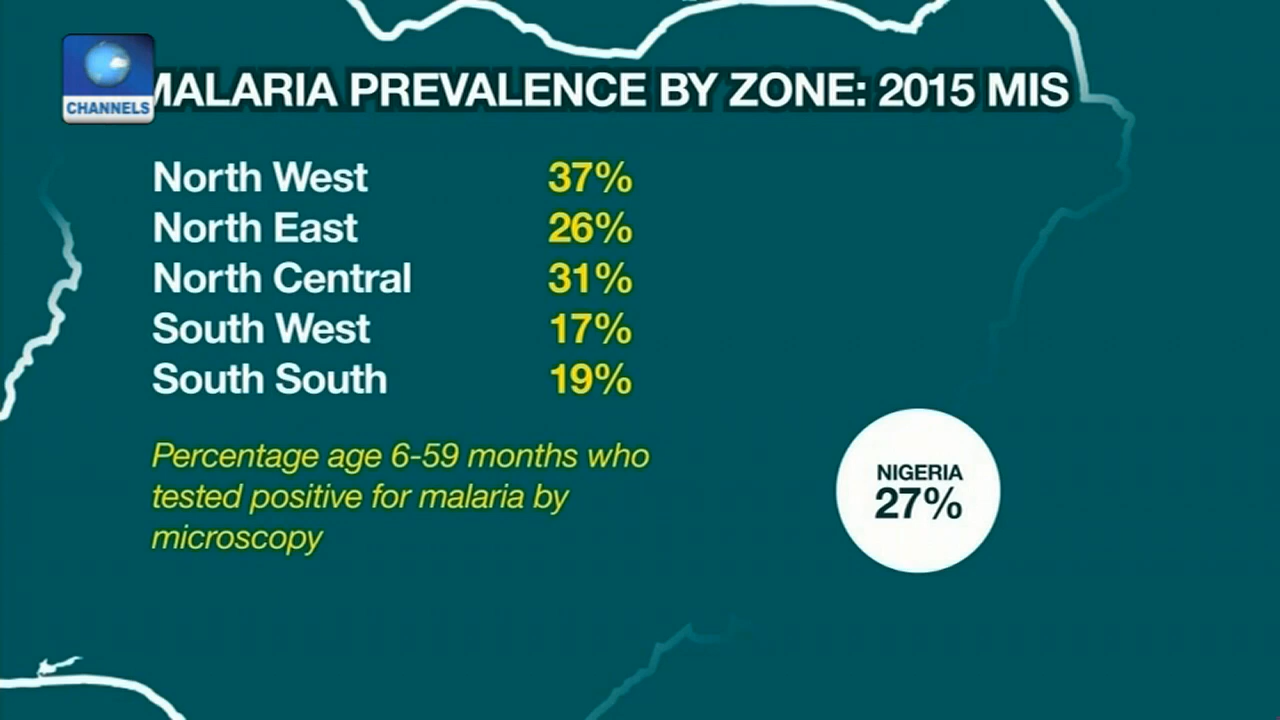 CHANNELS
MALARIA PREVALENCE BY ZONE: 2015 MIS
North West 37%
North East 26%
North Central 31%
South West 17%
South South 19%
Percentage age 6-59 months who
tested positive for malaria by
microscopy
NIGERIA
27%